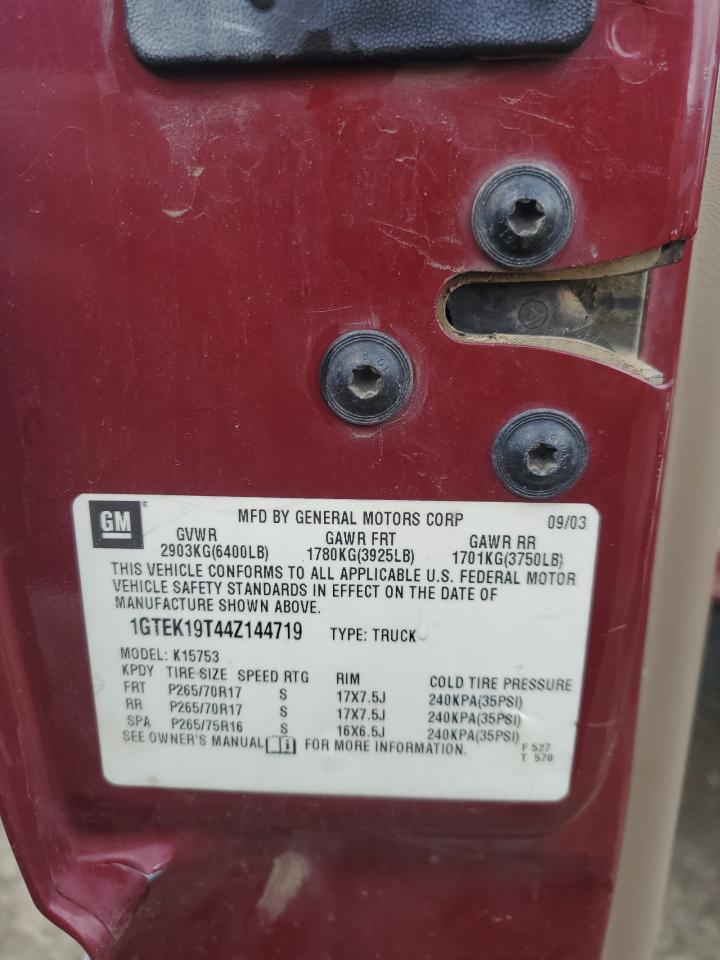 GM ®
MFD BY GENERAL MOTORS CORP 09/03
GVWR GAWR FRT GAWR RR
2903KG(6400LB) 1780KG(3925LB) 1701KG(3750LB)
THIS VEHICLE CONFORMS TO ALL APPLICABLE U.S. FEDERAL MOTOR
VEHICLE SAFETY STANDARDS IN EFFECT ON THE DATE OF
MANUFACTURE SHOWN ABOVE.
1GTEK19T44Z144719 TYPE: TRUCK
MODEL: K15753
KPDY TIRE SIZE SPEED RTG RIM COLD TIRE PRESSURE
FRT P265/70R17 S 17X7.5J 240KPA(35PSI)
RR P265/70R17 S 17X7.5J 240KPA(35PSI)
SPA P265/75R16 S 16X6.5J 240KPA(35PSI)
SEE OWNER'S MANUAL FOR MORE INFORMATION.
F 527
T 570